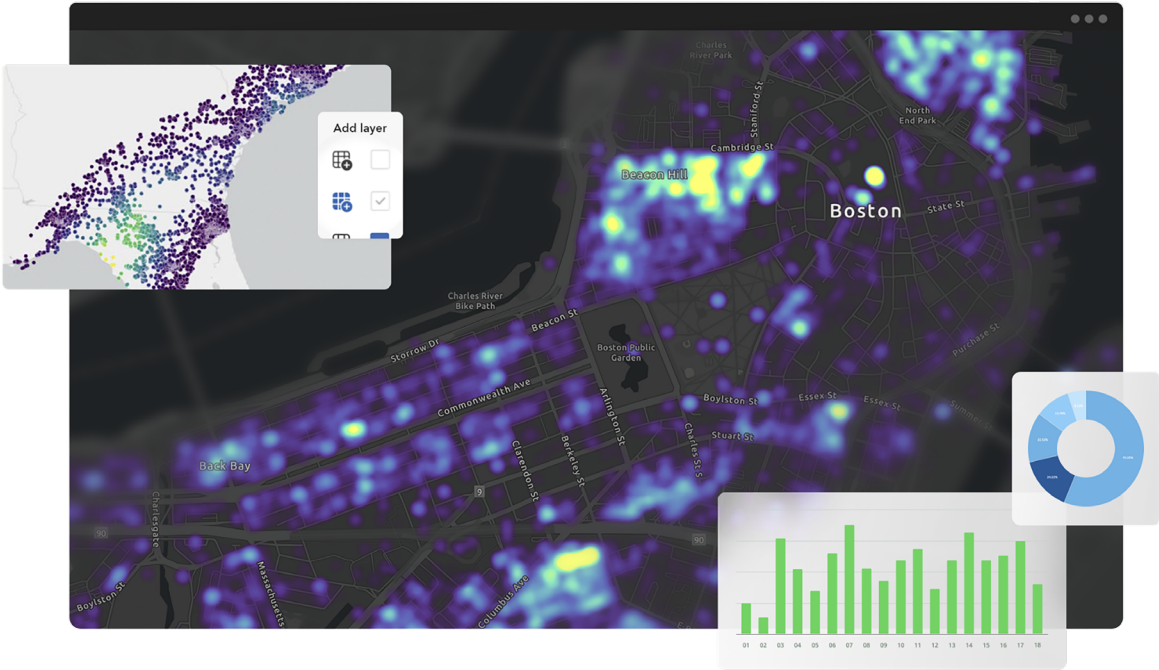 Charles
River Park
Staniford St
North
End Park
Add layer
Cambridge St
Beacon Hill
Boston
State St
Charles River
Bike Path
Beacon St
Storrow Dr
Boston Public
Garden
Purchase St
Commonwealth Ave
Arlington St
Boylston St
Essex St
Essex St
Summer St
Charles St S
Stuart St
Clarendon St
Berkeley St
Back Bay
9
Charlesgate
90
90
Massachusetts
Columbus Ave
Boylston St
01 02 03 04 05 06 07 08 09 10 11 12 13 14 15 16 17 18